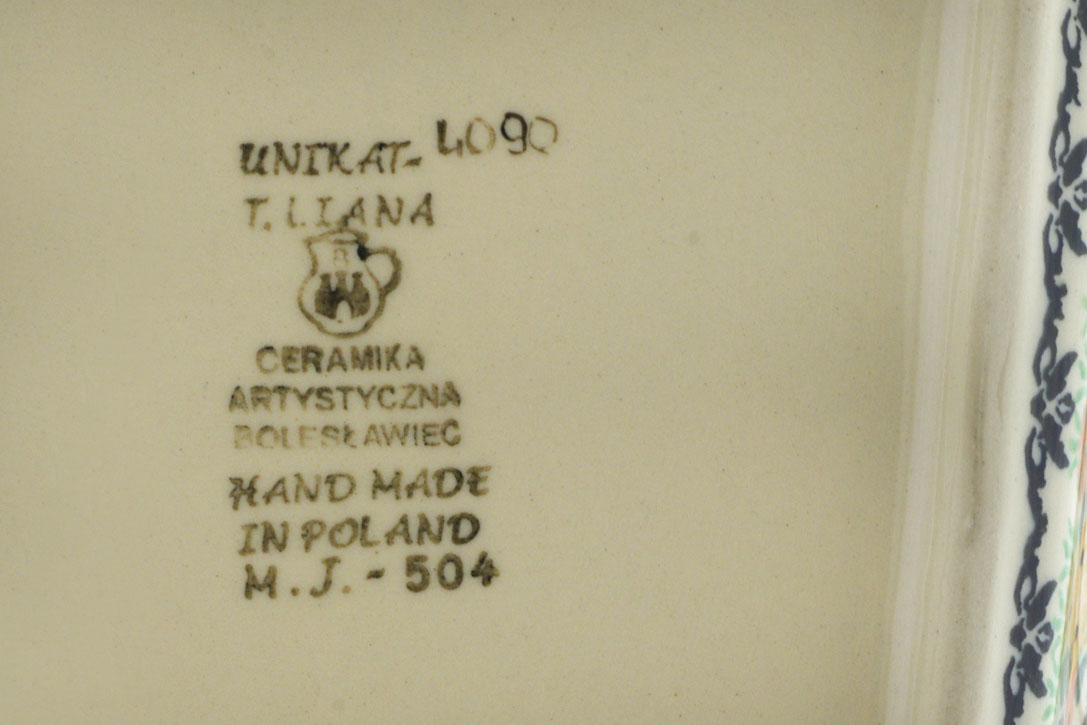 UNIKAT-4090
T. LIANA
CERAMIKA
ARTYSTYCZNA
BOLESŁAWIEC
HAND MADE
IN POLAND
M.J.-504